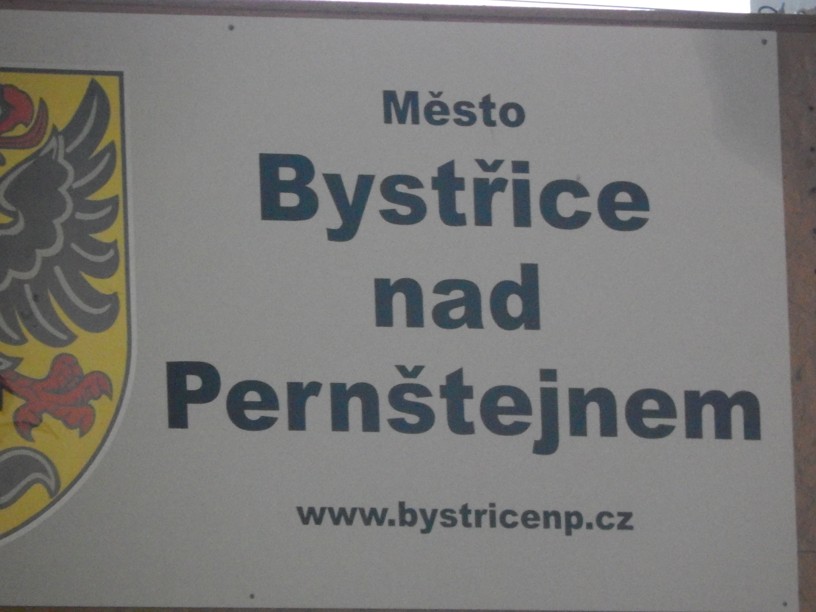 Město
Bystřice
nad
Pernštejnem
www.bystricenp.cz